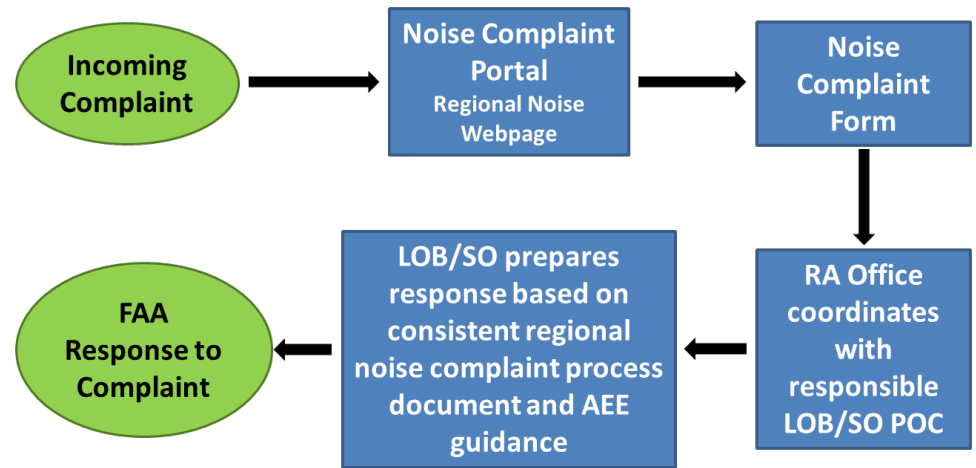 Incoming
Complaint
Noise Complaint
Portal
Regional Noise
Webpage
Noise
Complaint
Form
RA Office
coordinates
with
responsible
LOB/SO POC
LOB/SO prepares
response based on
consistent regional
noise complaint process
document and AEE
guidance
FAA
Response to
Complaint